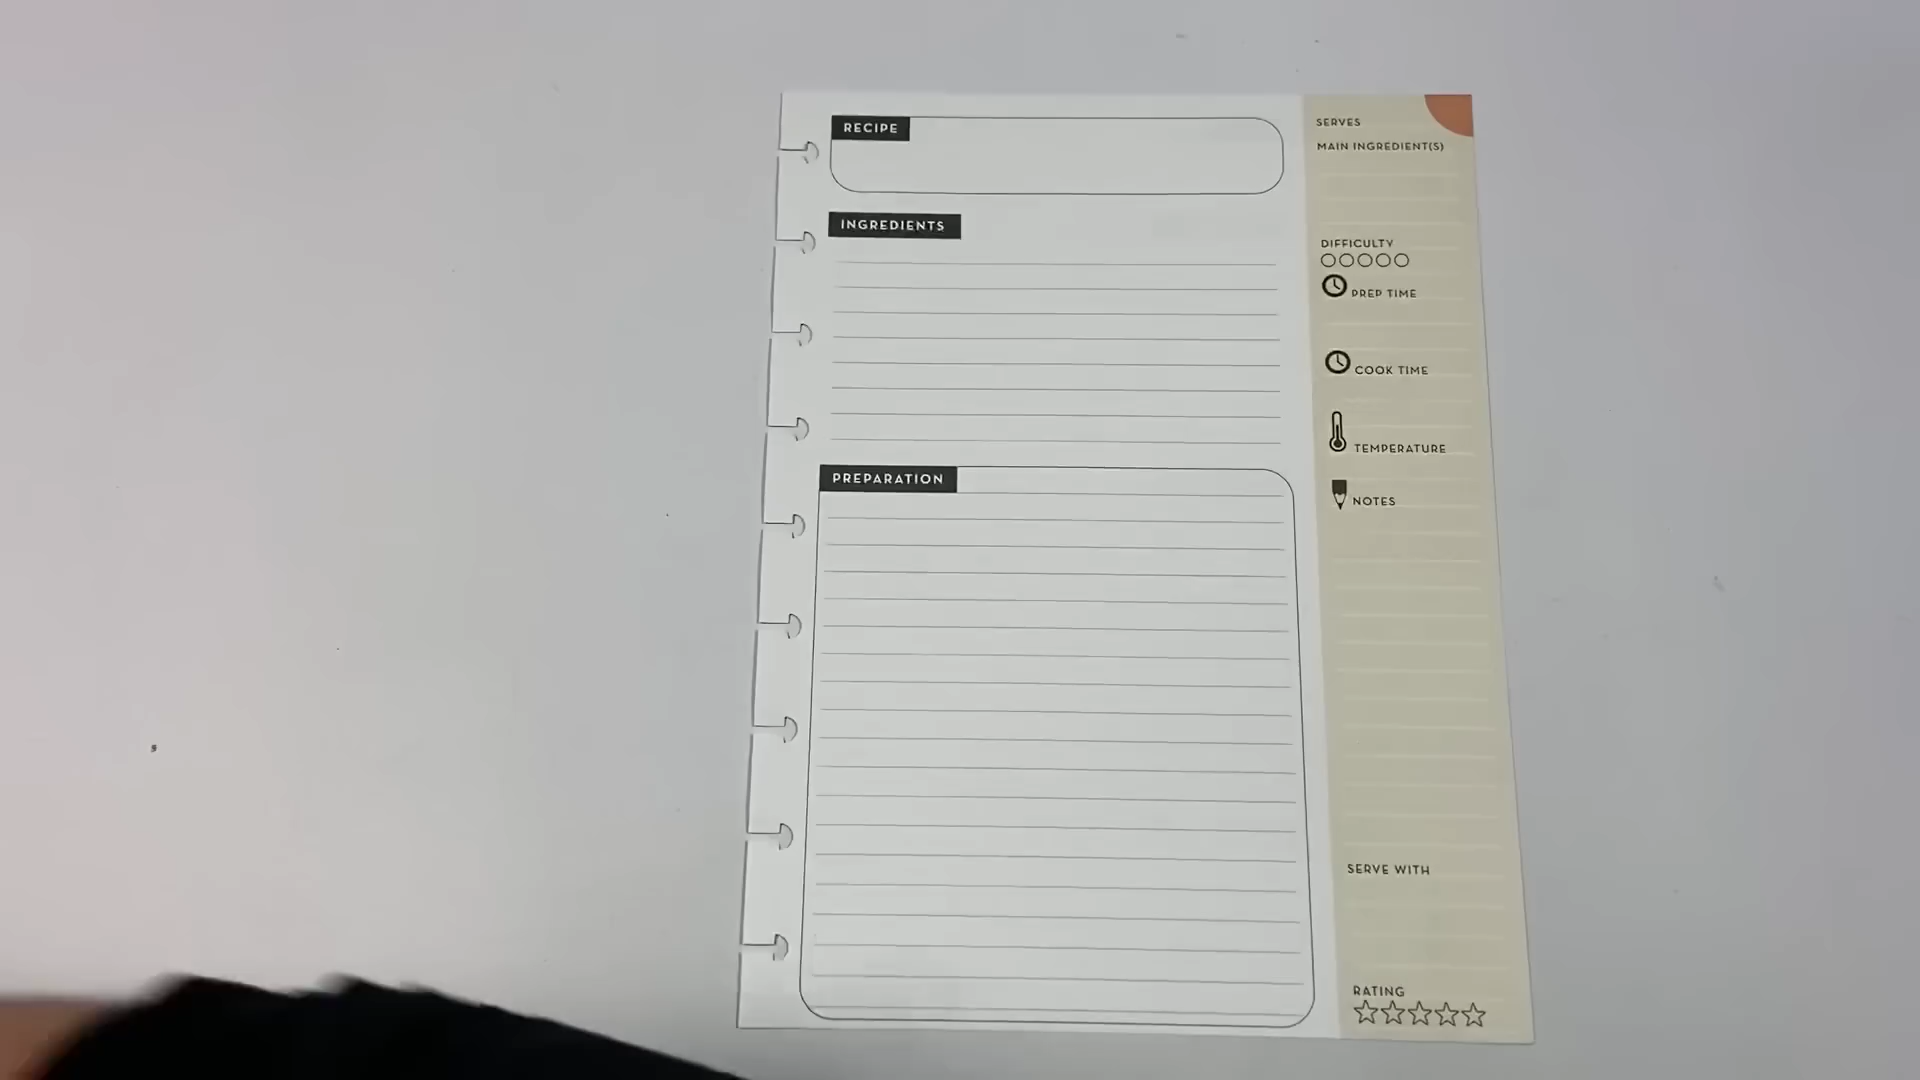 RECIPE
INGREDIENTS
PREPARATION
SERVES
MAIN INGREDIENT(S)
DIFFICULTY
PREP TIME
COOK TIME
TEMPERATURE
NOTES
SERVE WITH
RATING